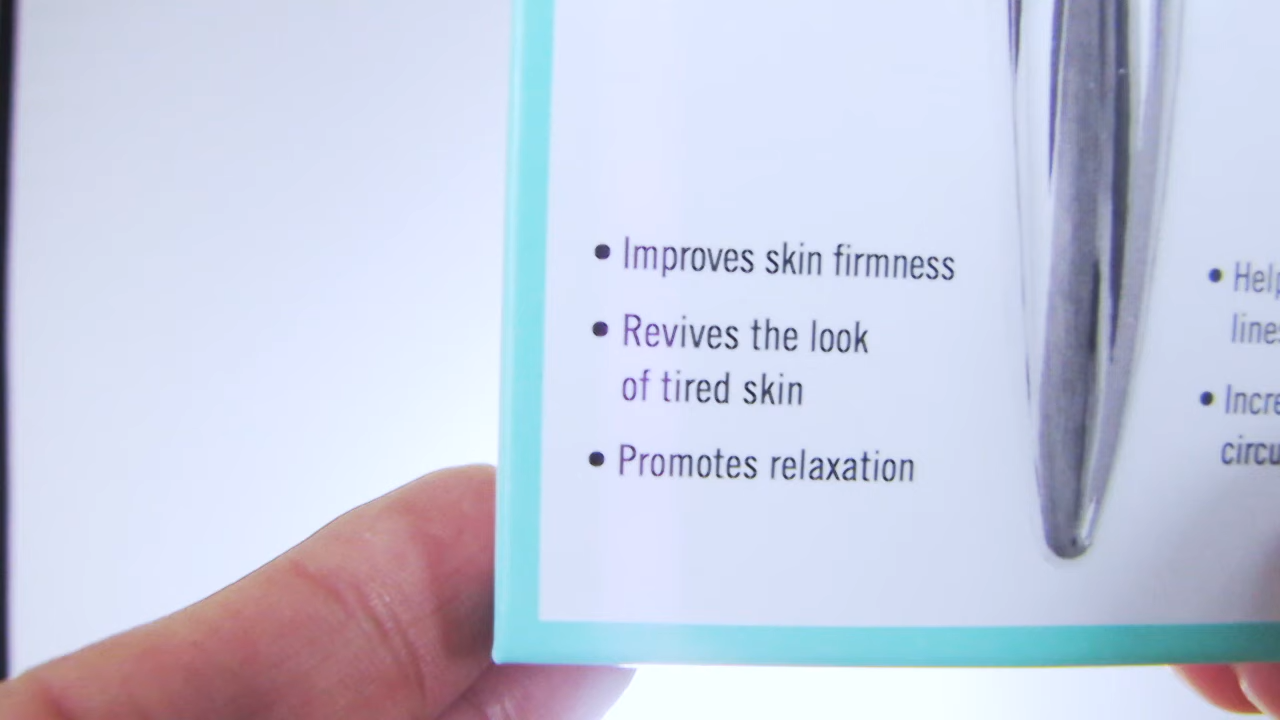 • Improves skin firmness
• Revives the look
of tired skin
• Promotes relaxation